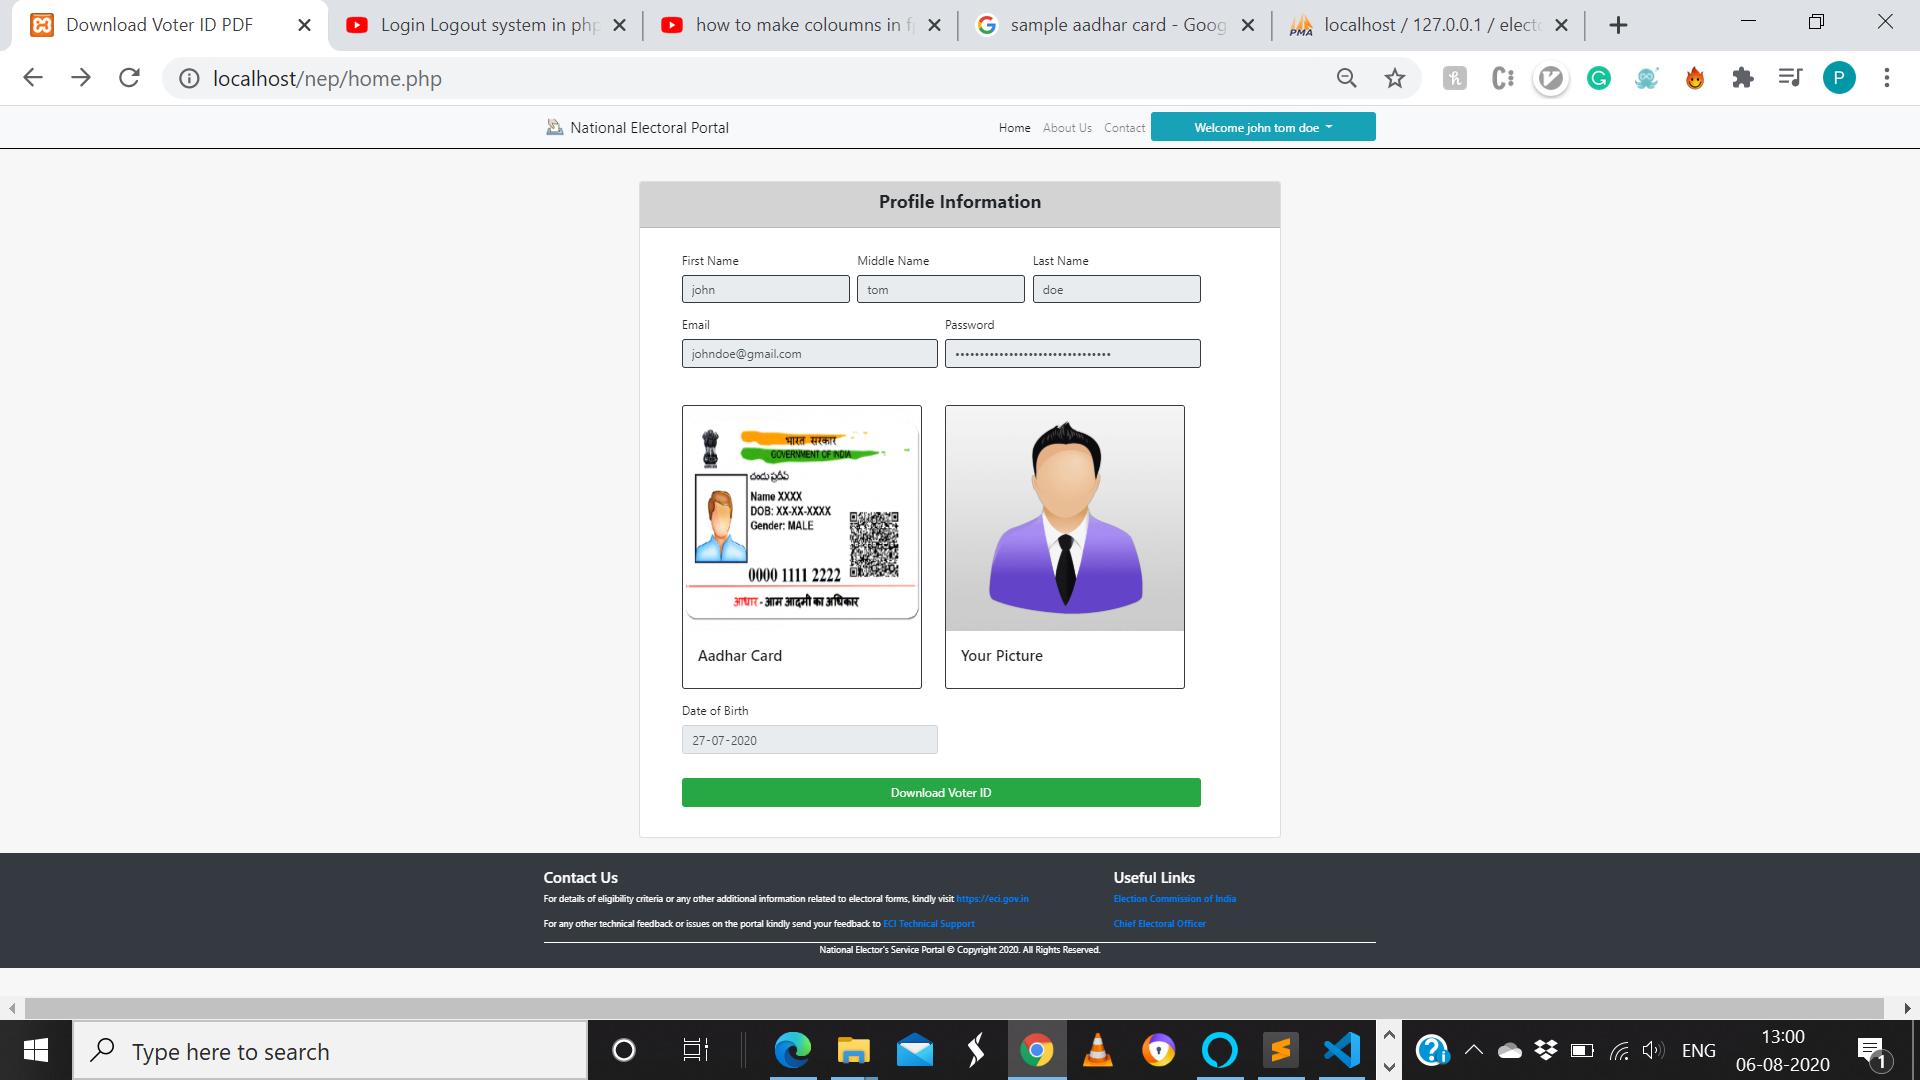 Download Voter ID PDF
Login Logout system in php
how to make coloumns in f
sample aadhar card - Goog
localhost / 127.0.0.1 / elect
localhost/nep/home.php
P
National Electoral Portal
Home About Us Contact Welcome john tom doe
Profile Information
First Name Middle Name Last Name
john tom doe
Email Password
johndoe@gmail.com ••••••••••••••••••••••••••••••••
भारत सरकार
GOVERNMENT OF INDIA
Name XXXX
DOB: XX-XX-XXXX
Gender: MALE
0000 1111 2222
आधार - आम आदमी का अधिकार
Aadhar Card
Your Picture
Date of Birth
27-07-2020
Download Voter ID
Contact Us
For details of eligibility criteria or any other additional information related to electoral forms, kindly visit https://eci.gov.in
For any other technical feedback or issues on the portal kindly send your feedback to ECI Technical Support
Useful Links
Election Commission of India
Chief Electoral Officer
National Elector's Service Portal © Copyright 2020. All Rights Reserved.
Type here to search
ENG
13:00
06-08-2020
1